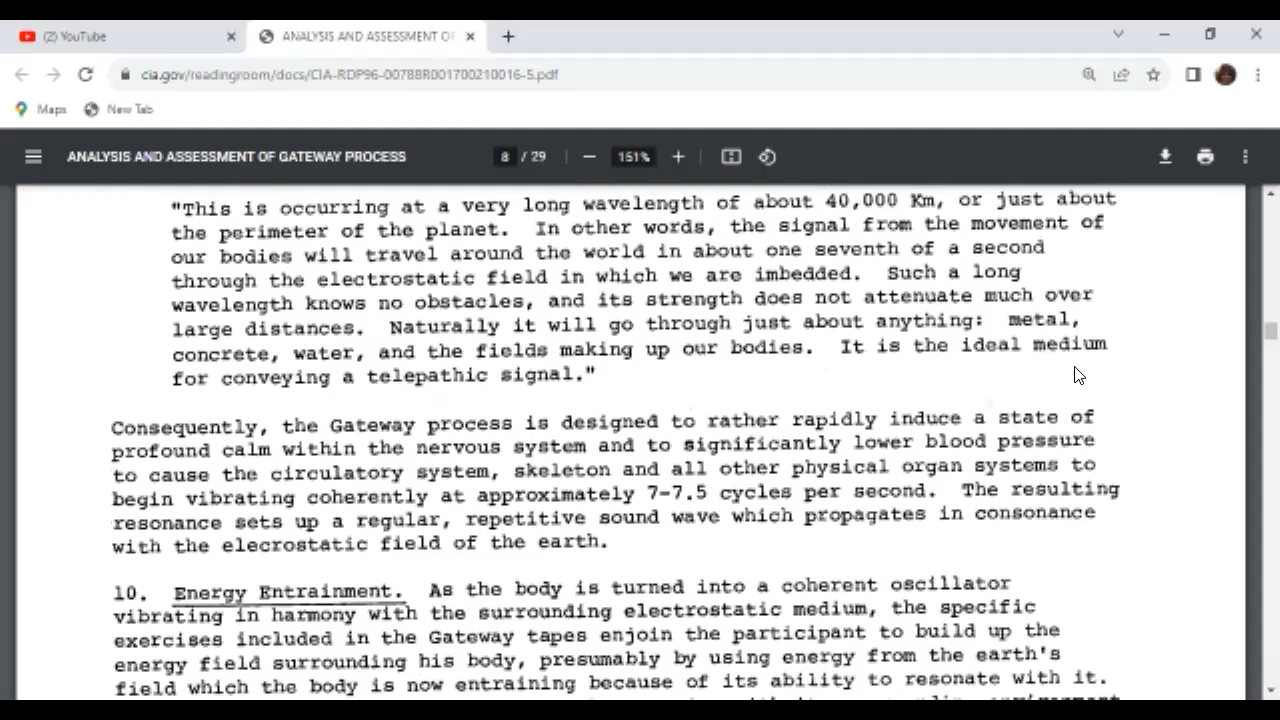 (2) YouTube
ANALYSIS AND ASSESSMENT OF
cia.gov/readingroom/docs/CIA-RDP96-00788R001700210016-5.pdf
Maps New Tab
ANALYSIS AND ASSESSMENT OF GATEWAY PROCESS 8 / 29 151%
"This is occurring at a very long wavelength of about 40,000 Km, or just about
the perimeter of the planet. In other words, the signal from the movement of
our bodies will travel around the world in about one seventh of a second
through the electrostatic field in which we are imbedded. Such a long
wavelength knows no obstacles, and its strength does not attenuate much over
large distances. Naturally it will go through just about anything: metal,
concrete, water, and the fields making up our bodies. It is the ideal medium
for conveying a telepathic signal."
Consequently, the Gateway process is designed to rather rapidly induce a state of
profound calm within the nervous system and to significantly lower blood pressure
to cause the circulatory system, skeleton and all other physical organ systems to
begin vibrating coherently at approximately 7-7.5 cycles per second. The resulting
resonance sets up a regular, repetitive sound wave which propagates in consonance
with the elecrostatic field of the earth.
10. Energy Entrainment. As the body is turned into a coherent oscillator
vibrating in harmony with the surrounding electrostatic medium, the specific
exercises included in the Gateway tapes enjoin the participant to build up the
energy field surrounding his body, presumably by using energy from the earth's
field which the body is now entraining because of its ability to resonate with it.